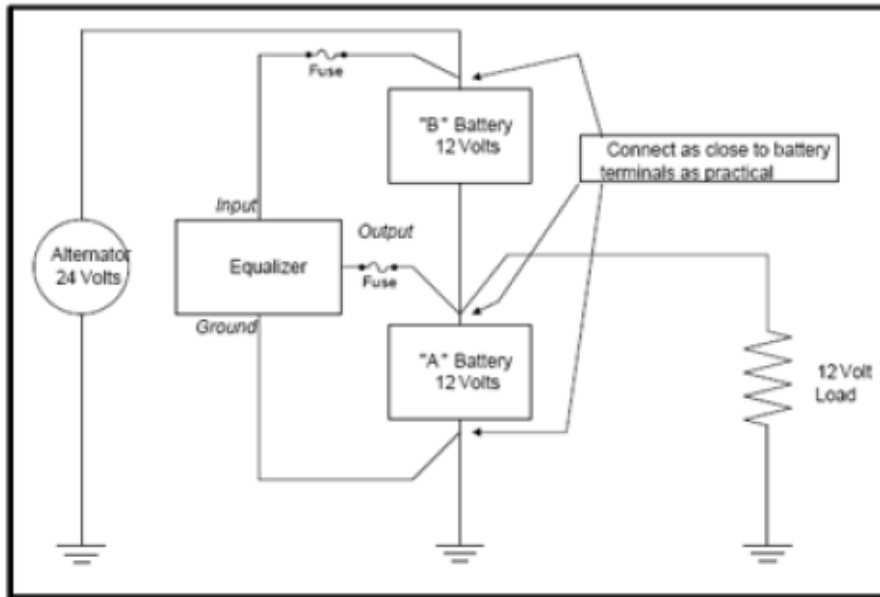 Fuse
"B" Battery
12 Volts
Connect as close to battery
terminals as practical
Input
Output
Alternator
24 Volts
Equalizer
Fuse
Ground
"A" Battery
12 Volts
12 Volt
Load